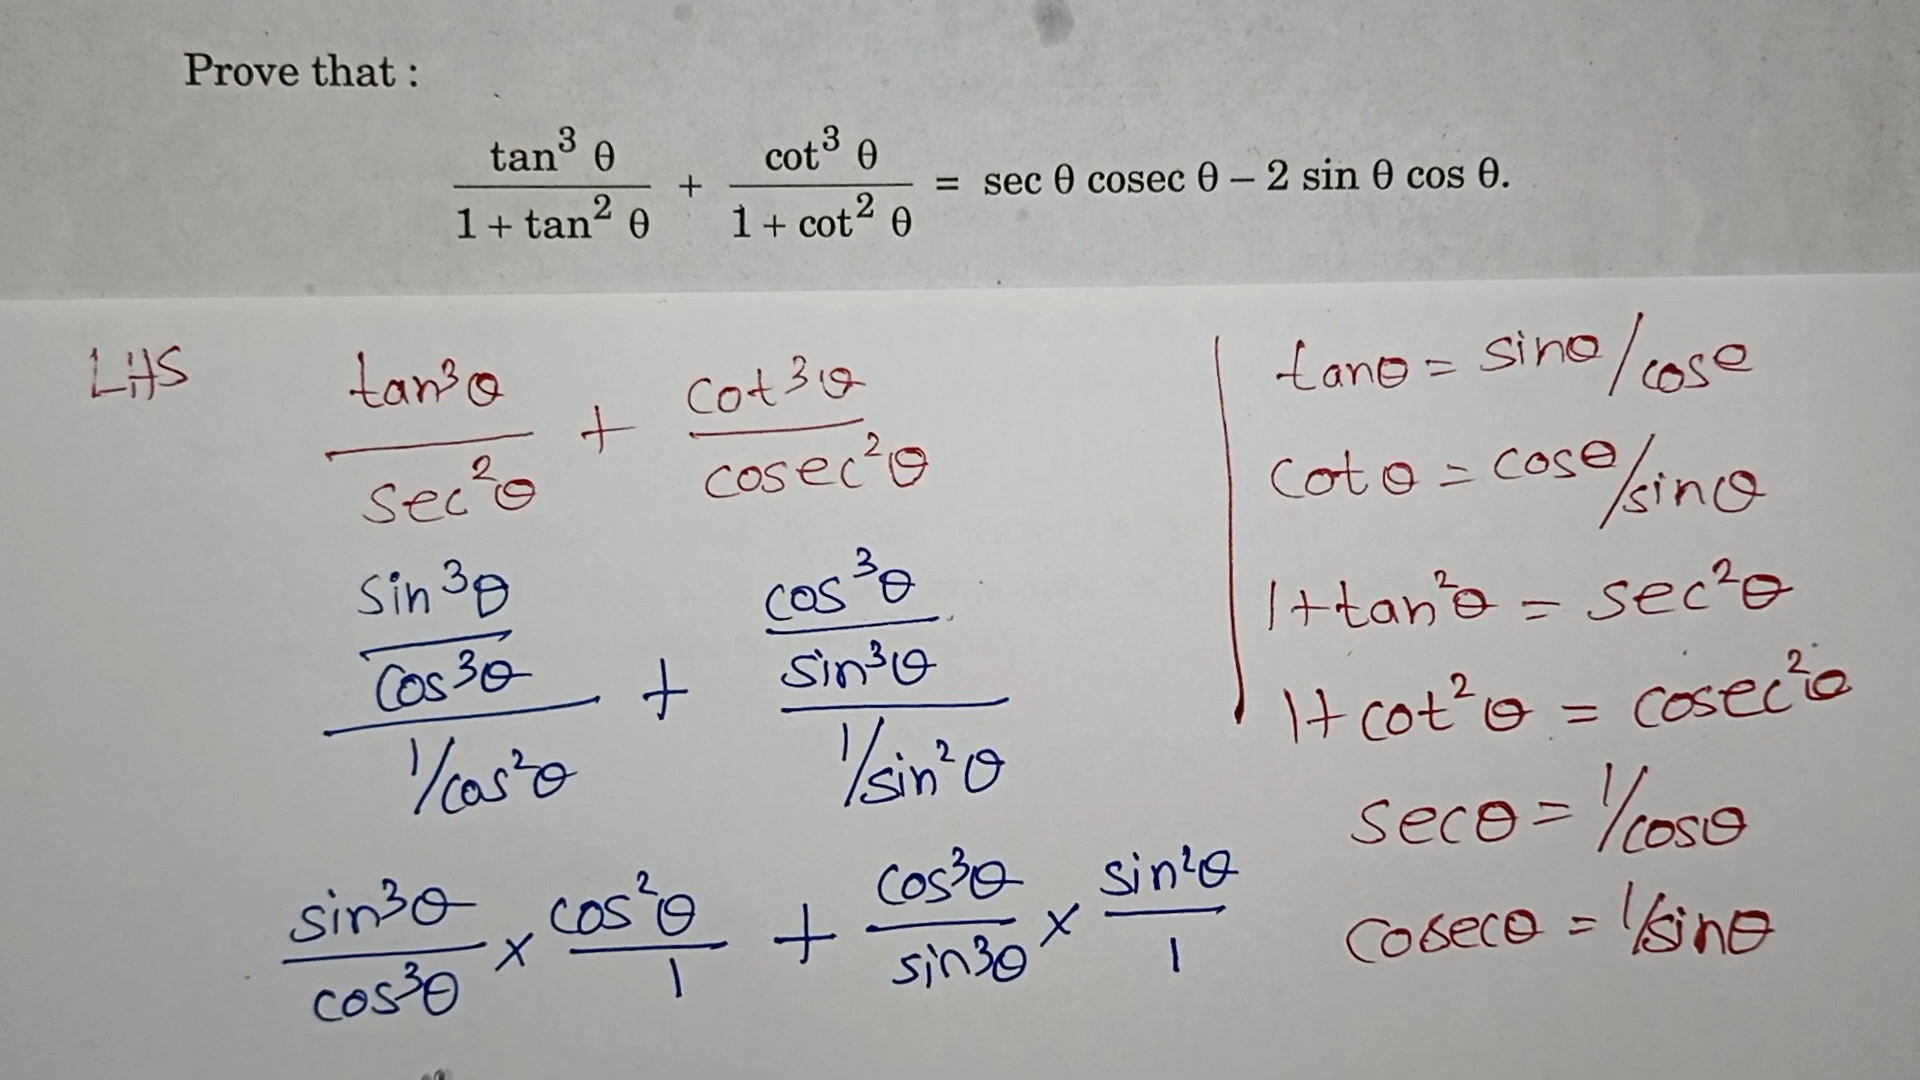 Prove that :
tan³ θ / 1 + tan² θ + cot³ θ / 1 + cot² θ = sec θ cosec θ – 2 sin θ cos θ.
LHS tan³θ / sec²θ + cot³θ / cosec²θ
sin³θ / cos³θ / 1/cos²θ + cos³θ / sin³θ / 1/sin²θ
sin³θ / cos³θ × cos²θ / 1 + cos³θ / sin³θ × sin²θ / 1
tanθ = sinθ/cosθ
cotθ = cosθ/sinθ
1+tan²θ = sec²θ
1+cot²θ = cosec²θ
secθ = 1/cosθ
cosecθ = 1/sinθ